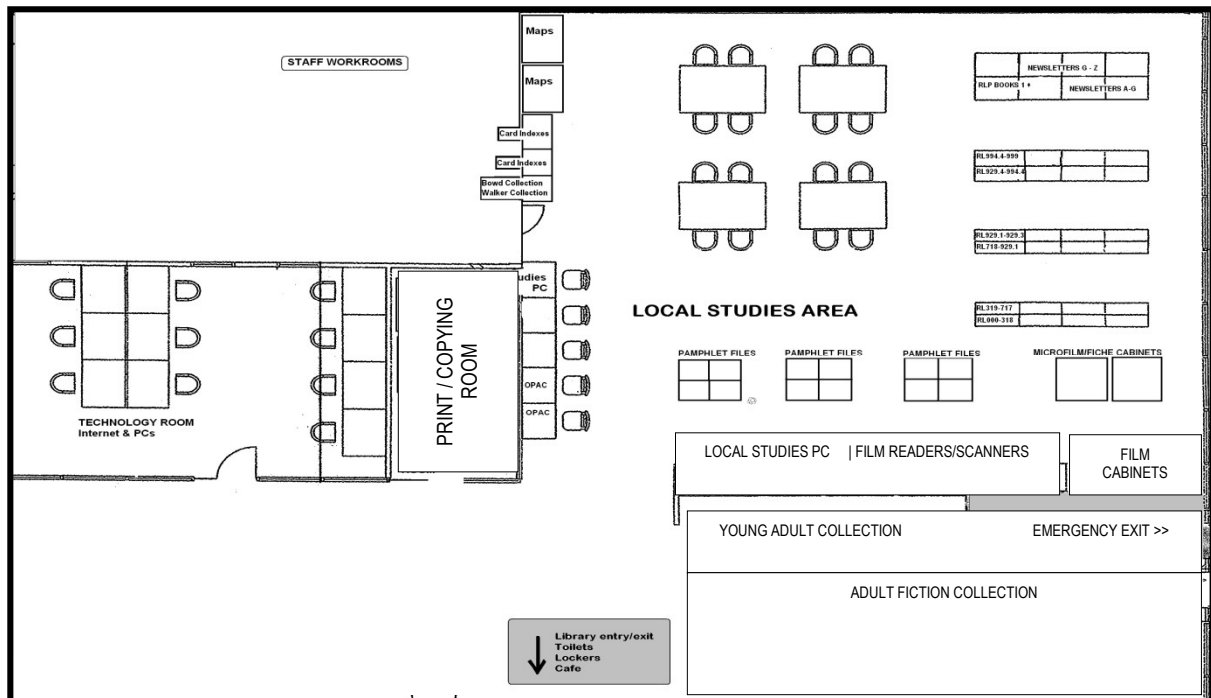 STAFF WORKROOMS
Maps
Maps
Card Indexes
Card Indexes
Bowd Collection
Walker Collection
NEWSLETTERS G - Z
RLP BOOKS 1 +
NEWSLETTERS A-G
RL994.4-999
RL929.4-994.4
RL929.1-929.3
RL718-929.1
RL319-717
RL000-318
udies
PC
OPAC
OPAC
PRINT / COPYING
ROOM
TECHNOLOGY ROOM
Internet & PCs
LOCAL STUDIES AREA
PAMPHLET FILES
PAMPHLET FILES
PAMPHLET FILES
MICROFILM/FICHE CABINETS
LOCAL STUDIES PC | FILM READERS/SCANNERS
FILM
CABINETS
YOUNG ADULT COLLECTION
EMERGENCY EXIT >>
ADULT FICTION COLLECTION
Library entry/exit
Toilets
Lockers
Cafe